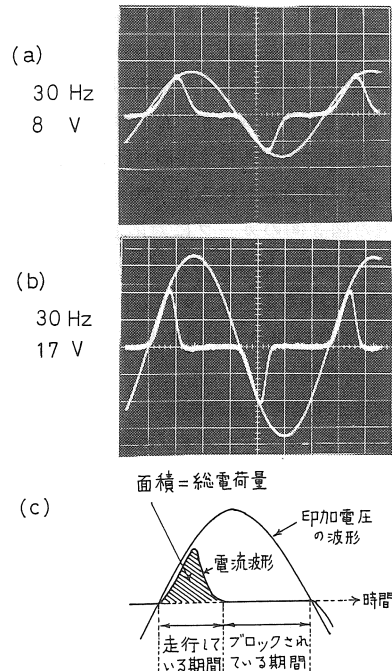 (a)
30 Hz
8 V
(b)
30 Hz
17 V
(c)
面積=総電荷量
印加電圧
の波形
電流波形
時間
走行して
いる期間
ブロックされ
ている期間